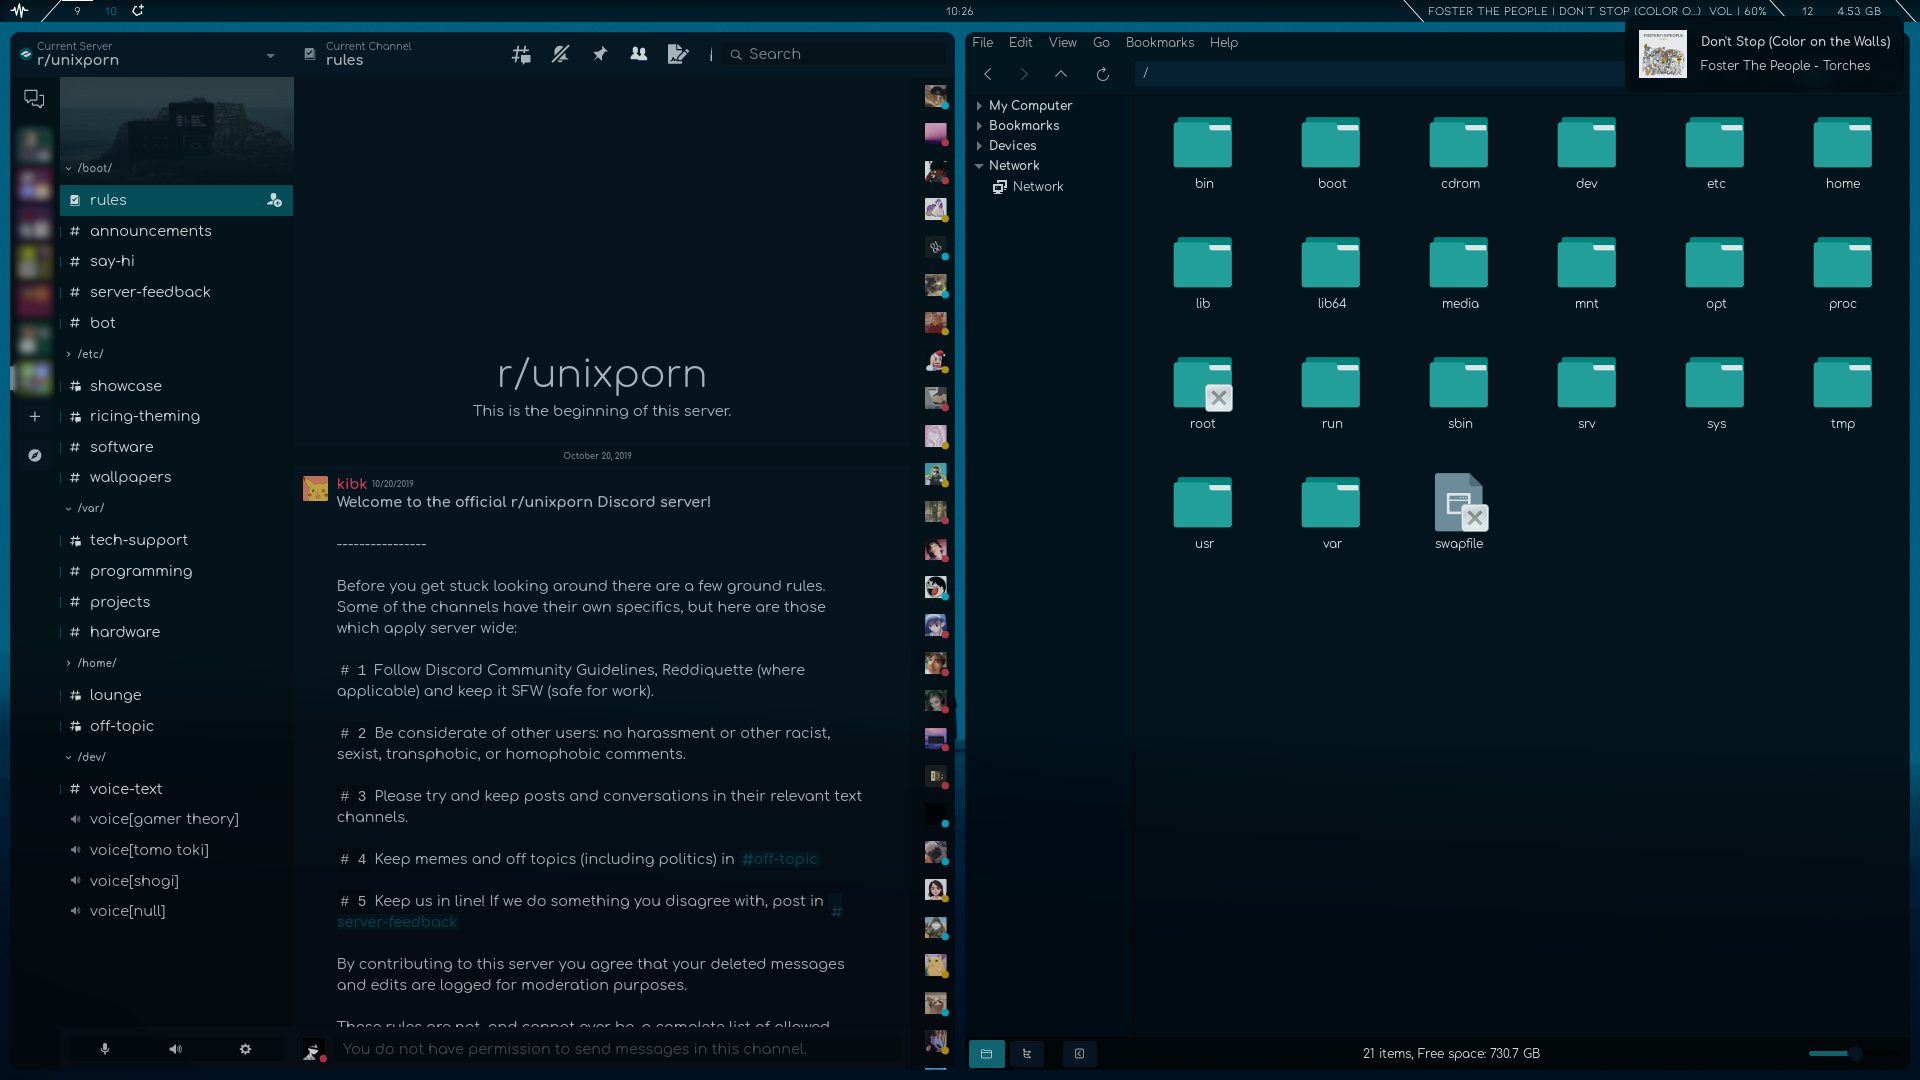 9 10
10:26
FOSTER THE PEOPLE | DON'T STOP (COLOR O...) VOL | 60% 12 4.53 GB
Current Server
r/unixporn
Current Channel
rules
Search
/boot/
rules
announcements
say-hi
server-feedback
bot
/etc/
showcase
ricing-theming
software
wallpapers
/var/
tech-support
programming
projects
hardware
/home/
lounge
off-topic
/dev/
voice-text
voice[gamer theory]
voice[tomo toki]
voice[shogi]
voice[null]
r/unixporn
This is the beginning of this server.
October 20, 2019
kibk 10/20/2019
Welcome to the official r/unixporn Discord server!
----------------
Before you get stuck looking around there are a few ground rules.
Some of the channels have their own specifics, but here are those
which apply server wide:
# 1 Follow Discord Community Guidelines, Reddiquette (where
applicable) and keep it SFW (safe for work).
# 2 Be considerate of other users: no harassment or other racist,
sexist, transphobic, or homophobic comments.
# 3 Please try and keep posts and conversations in their relevant text
channels.
# 4 Keep memes and off topics (including politics) in #off-topic
# 5 Keep us in line! If we do something you disagree with, post in #
server-feedback
By contributing to this server you agree that your deleted messages
and edits are logged for moderation purposes.
These rules are not, and cannot ever be, a complete list of allowed
You do not have permission to send messages in this channel.
File Edit View Go Bookmarks Help
/
Don't Stop (Color on the Walls)
Foster The People - Torches
My Computer
Bookmarks
Devices
Network
Network
bin boot cdrom dev etc home
lib lib64 media mnt opt proc
root run sbin srv sys tmp
usr var swapfile
21 items, Free space: 730.7 GB